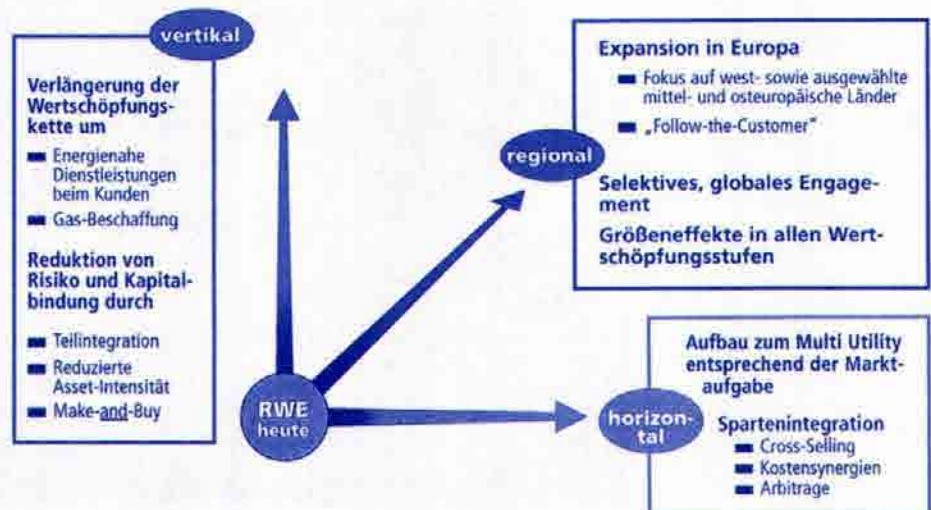 vertikal
Verlängerung der
Wertschöpfungs-
kette um
Energienahe
Dienstleistungen
beim Kunden
Gas-Beschaffung
Reduktion von
Risiko und Kapital-
bindung durch
Teilintegration
Reduzierte
Asset-Intensität
Make-and-Buy
RWE
heute
regional
Expansion in Europa
Fokus auf west- sowie ausgewählte
mittel- und osteuropäische Länder
„Follow-the-Customer“
Selektives, globales Engage-
ment
Größeneffekte in allen Wert-
schöpfungsstufen
horizon-
tal
Aufbau zum Multi Utility
entsprechend der Markt-
aufgabe
Spartenintegration
Cross-Selling
Kostensynergien
Arbitrage